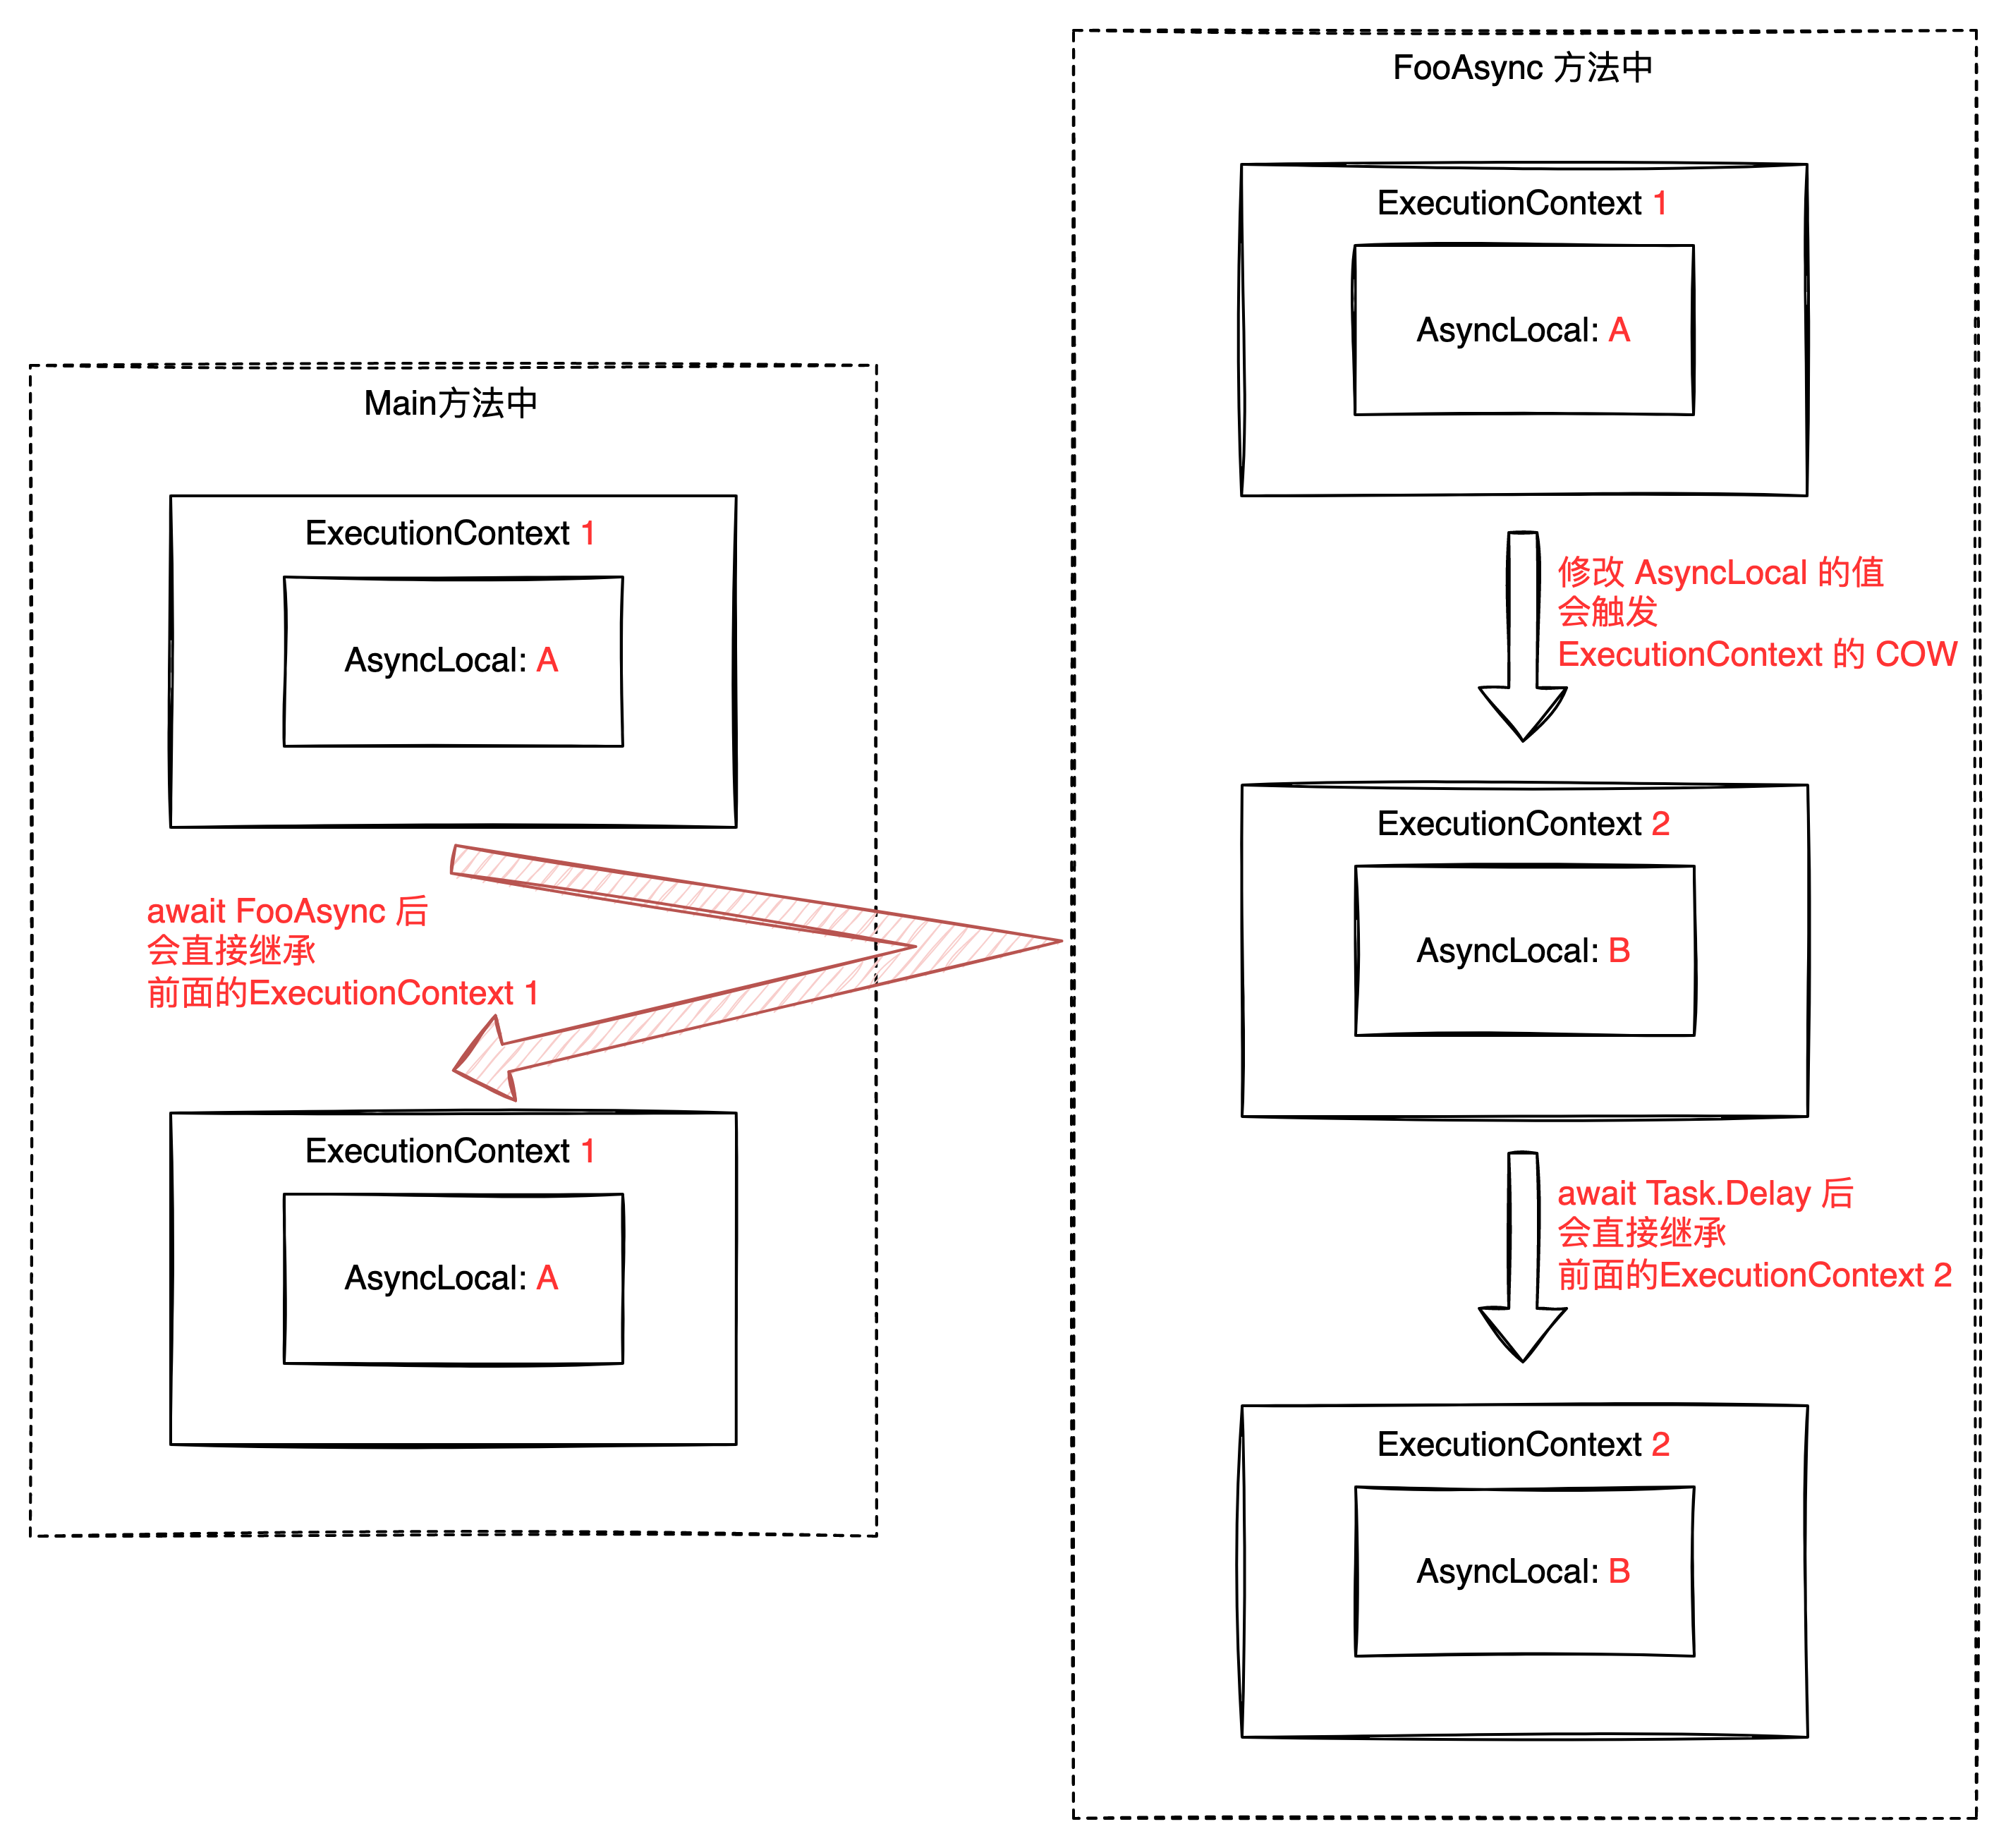 Main方法中
ExecutionContext 1
AsyncLocal: A
await FooAsync 后
会直接继承
前面的ExecutionContext 1
ExecutionContext 1
AsyncLocal: A
FooAsync 方法中
ExecutionContext 1
AsyncLocal: A
修改 AsyncLocal 的值
会触发
ExecutionContext 的 COW
ExecutionContext 2
AsyncLocal: B
await Task.Delay 后
会直接继承
前面的ExecutionContext 2
ExecutionContext 2
AsyncLocal: B